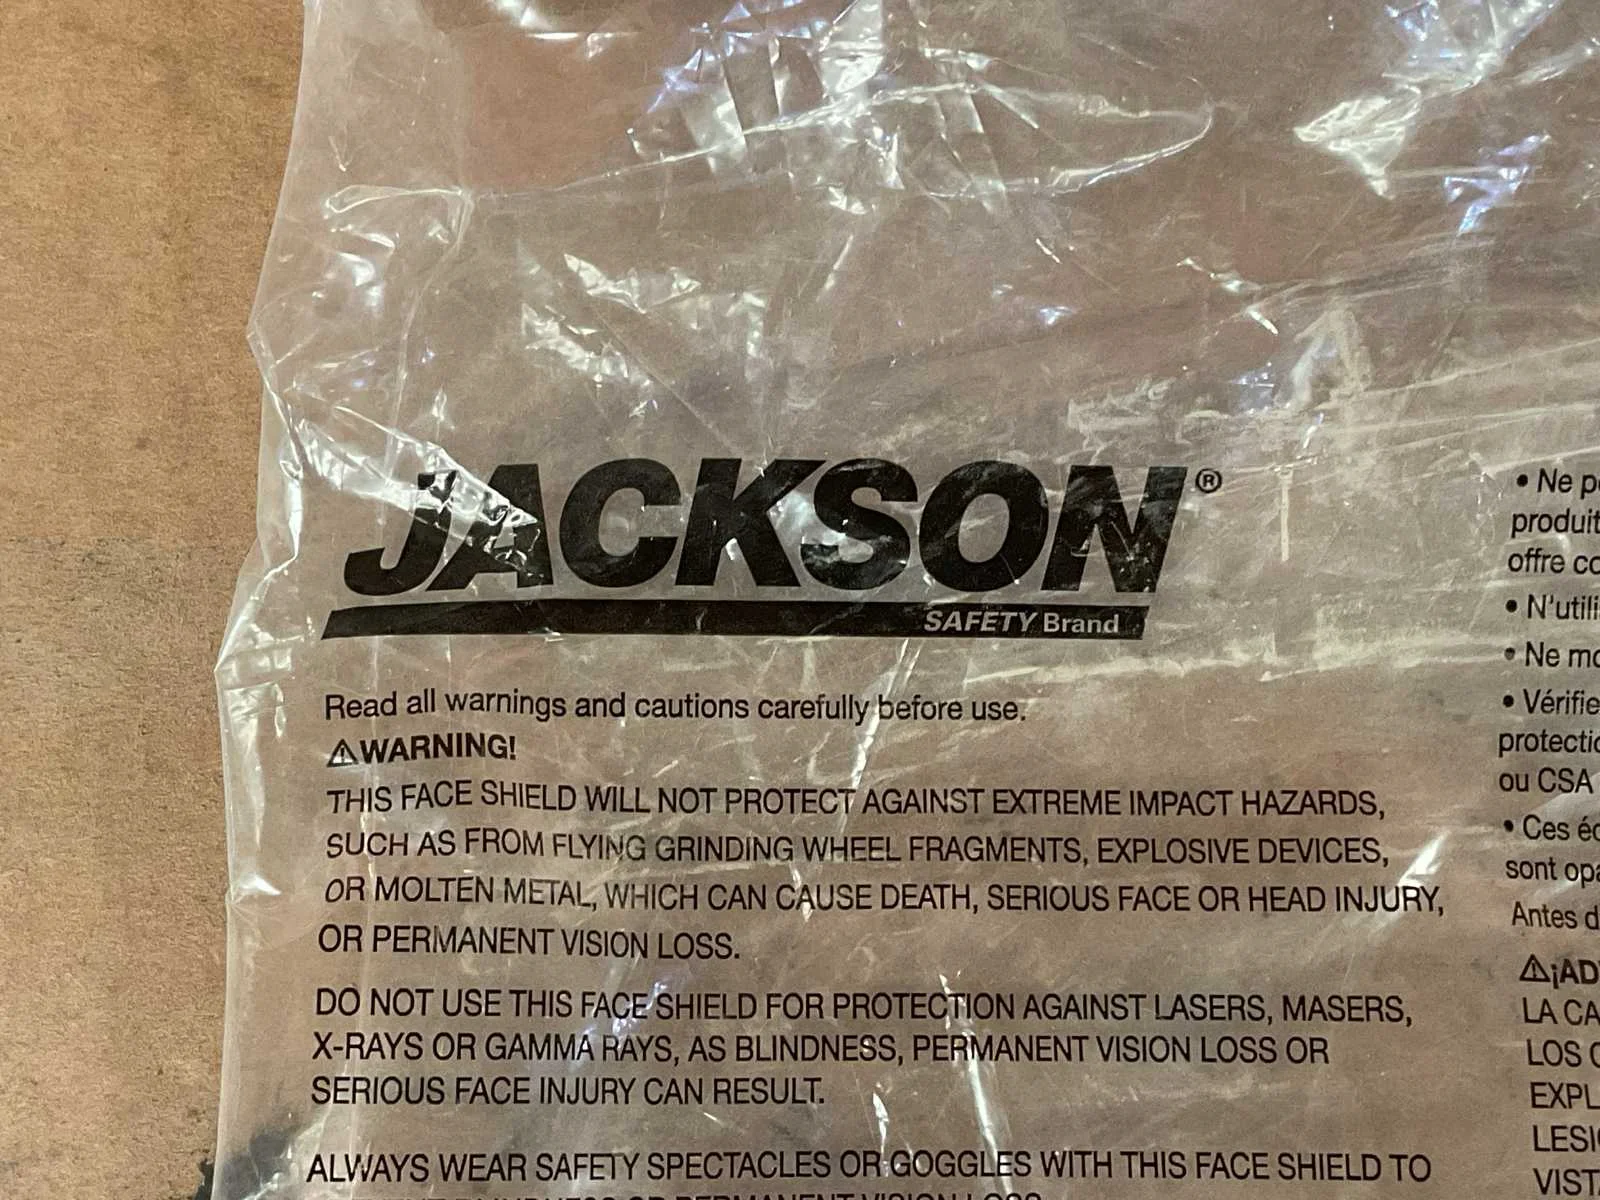 JACKSON®
SAFETY Brand
Read all warnings and cautions carefully before use.
⚠WARNING!
THIS FACE SHIELD WILL NOT PROTECT AGAINST EXTREME IMPACT HAZARDS,
SUCH AS FROM FLYING GRINDING WHEEL FRAGMENTS, EXPLOSIVE DEVICES,
OR MOLTEN METAL, WHICH CAN CAUSE DEATH, SERIOUS FACE OR HEAD INJURY,
OR PERMANENT VISION LOSS.
DO NOT USE THIS FACE SHIELD FOR PROTECTION AGAINST LASERS, MASERS,
X-RAYS OR GAMMA RAYS, AS BLINDNESS, PERMANENT VISION LOSS OR
SERIOUS FACE INJURY CAN RESULT.
ALWAYS WEAR SAFETY SPECTACLES OR GOGGLES WITH THIS FACE SHIELD TO
PERMANENT VISION LOSS
• Ne
produit
offre
• N'utili
• Ne
• Vérifie
protectio
ou CSA
• Ces
sont
Antes d
⚠¡AD
LA CA
LOS
EXPL
LESI
VIST